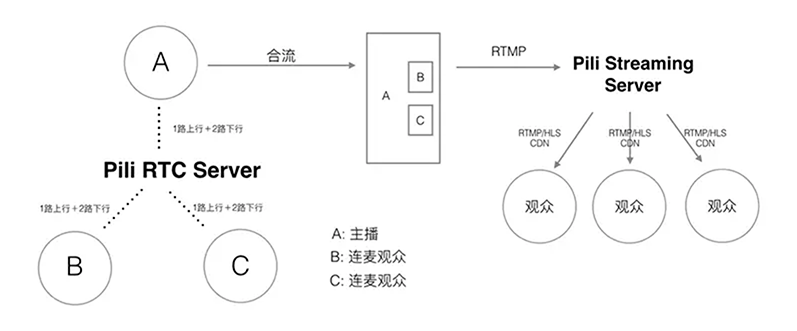 A
合流
A
B
C
RTMP
Pili Streaming
Server
1路上行+2路下行
RTMP/HLS
CDN
RTMP/HLS
CDN
RTMP/HLS
CDN
Pili RTC Server
1路上行+2路下行
1路上行+2路下行
观众
观众
观众
B
C
A: 主播
B: 连麦观众
C: 连麦观众